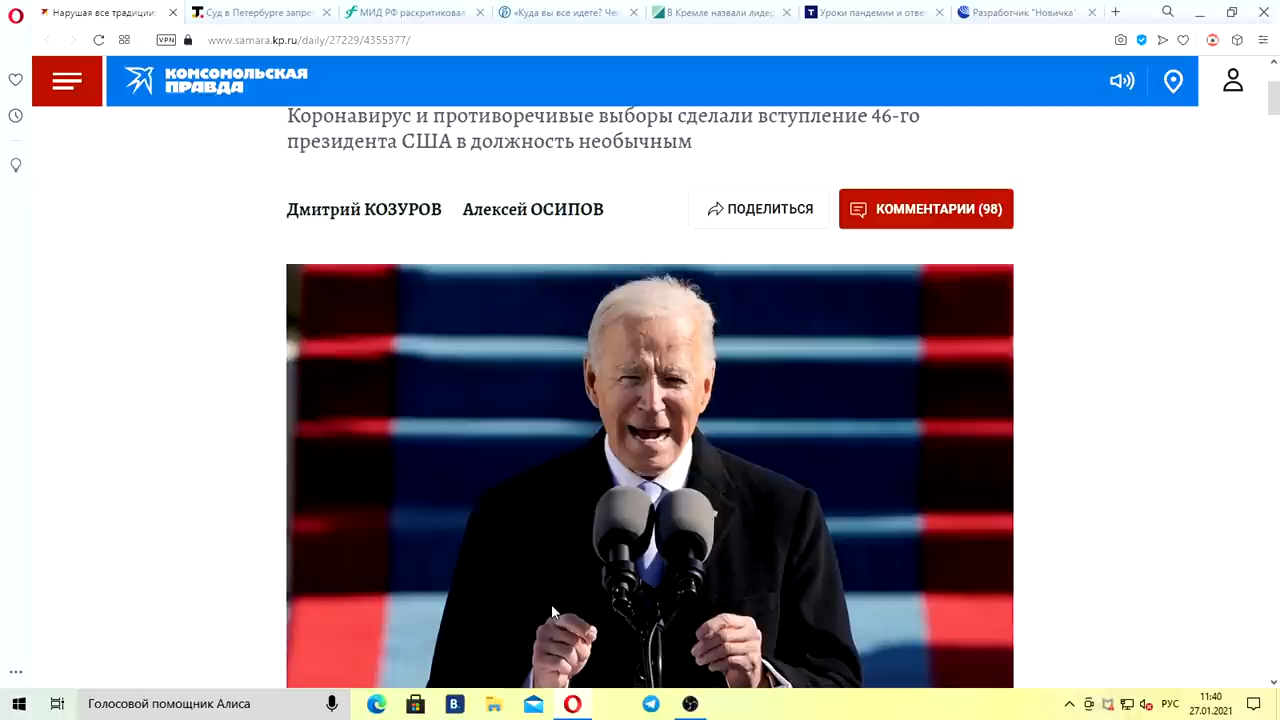 Нарушая все традиции:
Суд в Петербурге запре
МИД РФ раскритиковал
«Куда вы все идете? Чег
В Кремле назвали лидер
Уроки пандемии и отве
Разработчик "Новичка"
VPN
www.samara.kp.ru/daily/27229/4355377/
КОМСОМОЛЬСКАЯ
ПРАВДА
Коронавирус и противоречивые выборы сделали вступление 46-го
президента США в должность необычным
Дмитрий КОЗУРОВ Алексей ОСИПОВ
ПОДЕЛИТЬСЯ
КОММЕНТАРИИ (98)
Голосовой помощник Алиса
B.
РУС
11:40
27.01.2021